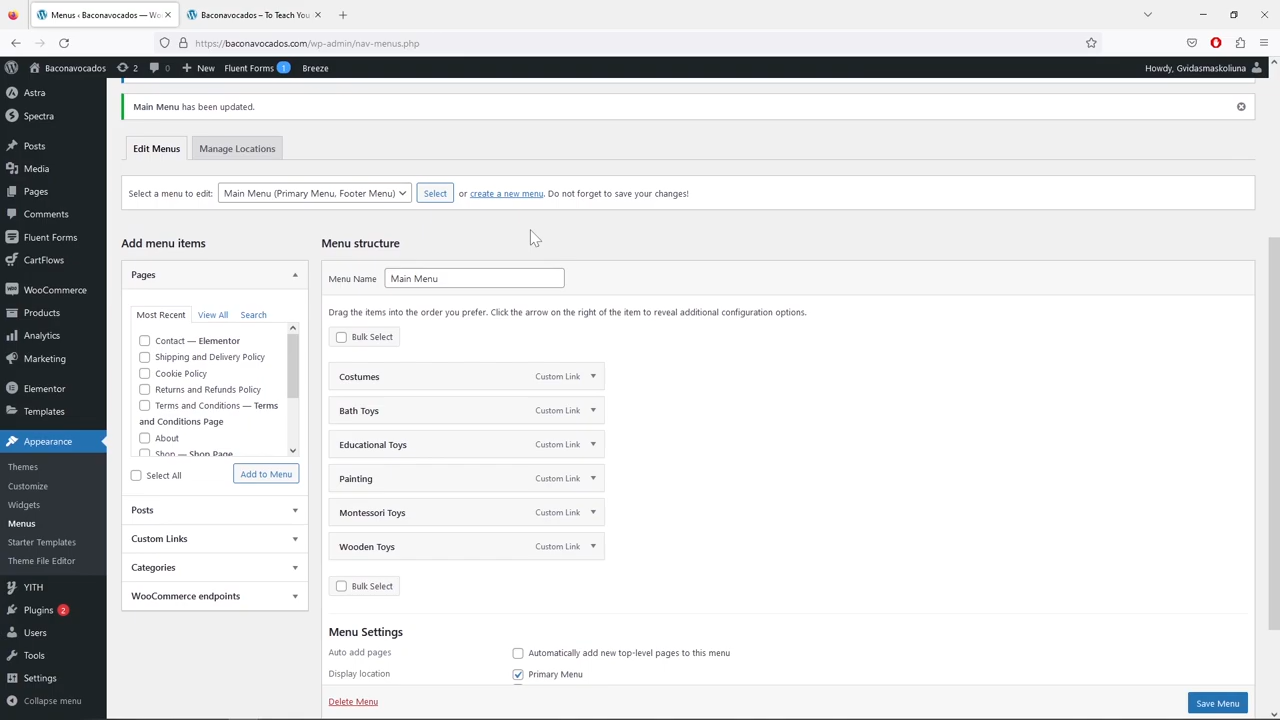 Menus ‹ Baconavocados — Wo
Baconavocados – To Teach You
https://baconavocados.com/wp-admin/nav-menus.php
Baconavocados
2
0
New
Fluent Forms 1
Breeze
Howdy, Gvidasmaskoliuna
Astra
Spectra
Posts
Media
Pages
Comments
Fluent Forms
CartFlows
WooCommerce
Products
Analytics
Marketing
Elementor
Templates
Appearance
Themes
Customize
Widgets
Menus
Starter Templates
Theme File Editor
YITH
Plugins 2
Users
Tools
Settings
Collapse menu
Main Menu has been updated.
Edit Menus
Manage Locations
Select a menu to edit: Main Menu (Primary Menu, Footer Menu) Select or create a new menu. Do not forget to save your changes!
Add menu items
Pages
Most Recent View All Search
Contact — Elementor
Shipping and Delivery Policy
Cookie Policy
Returns and Refunds Policy
Terms and Conditions — Terms
and Conditions Page
About
Shop — Shop Page
Select All
Add to Menu
Posts
Custom Links
Categories
WooCommerce endpoints
Menu structure
Menu Name Main Menu
Drag the items into the order you prefer. Click the arrow on the right of the item to reveal additional configuration options.
Bulk Select
Costumes Custom Link
Bath Toys Custom Link
Educational Toys Custom Link
Painting Custom Link
Montessori Toys Custom Link
Wooden Toys Custom Link
Bulk Select
Menu Settings
Auto add pages Automatically add new top-level pages to this menu
Display location Primary Menu
Delete Menu
Save Menu